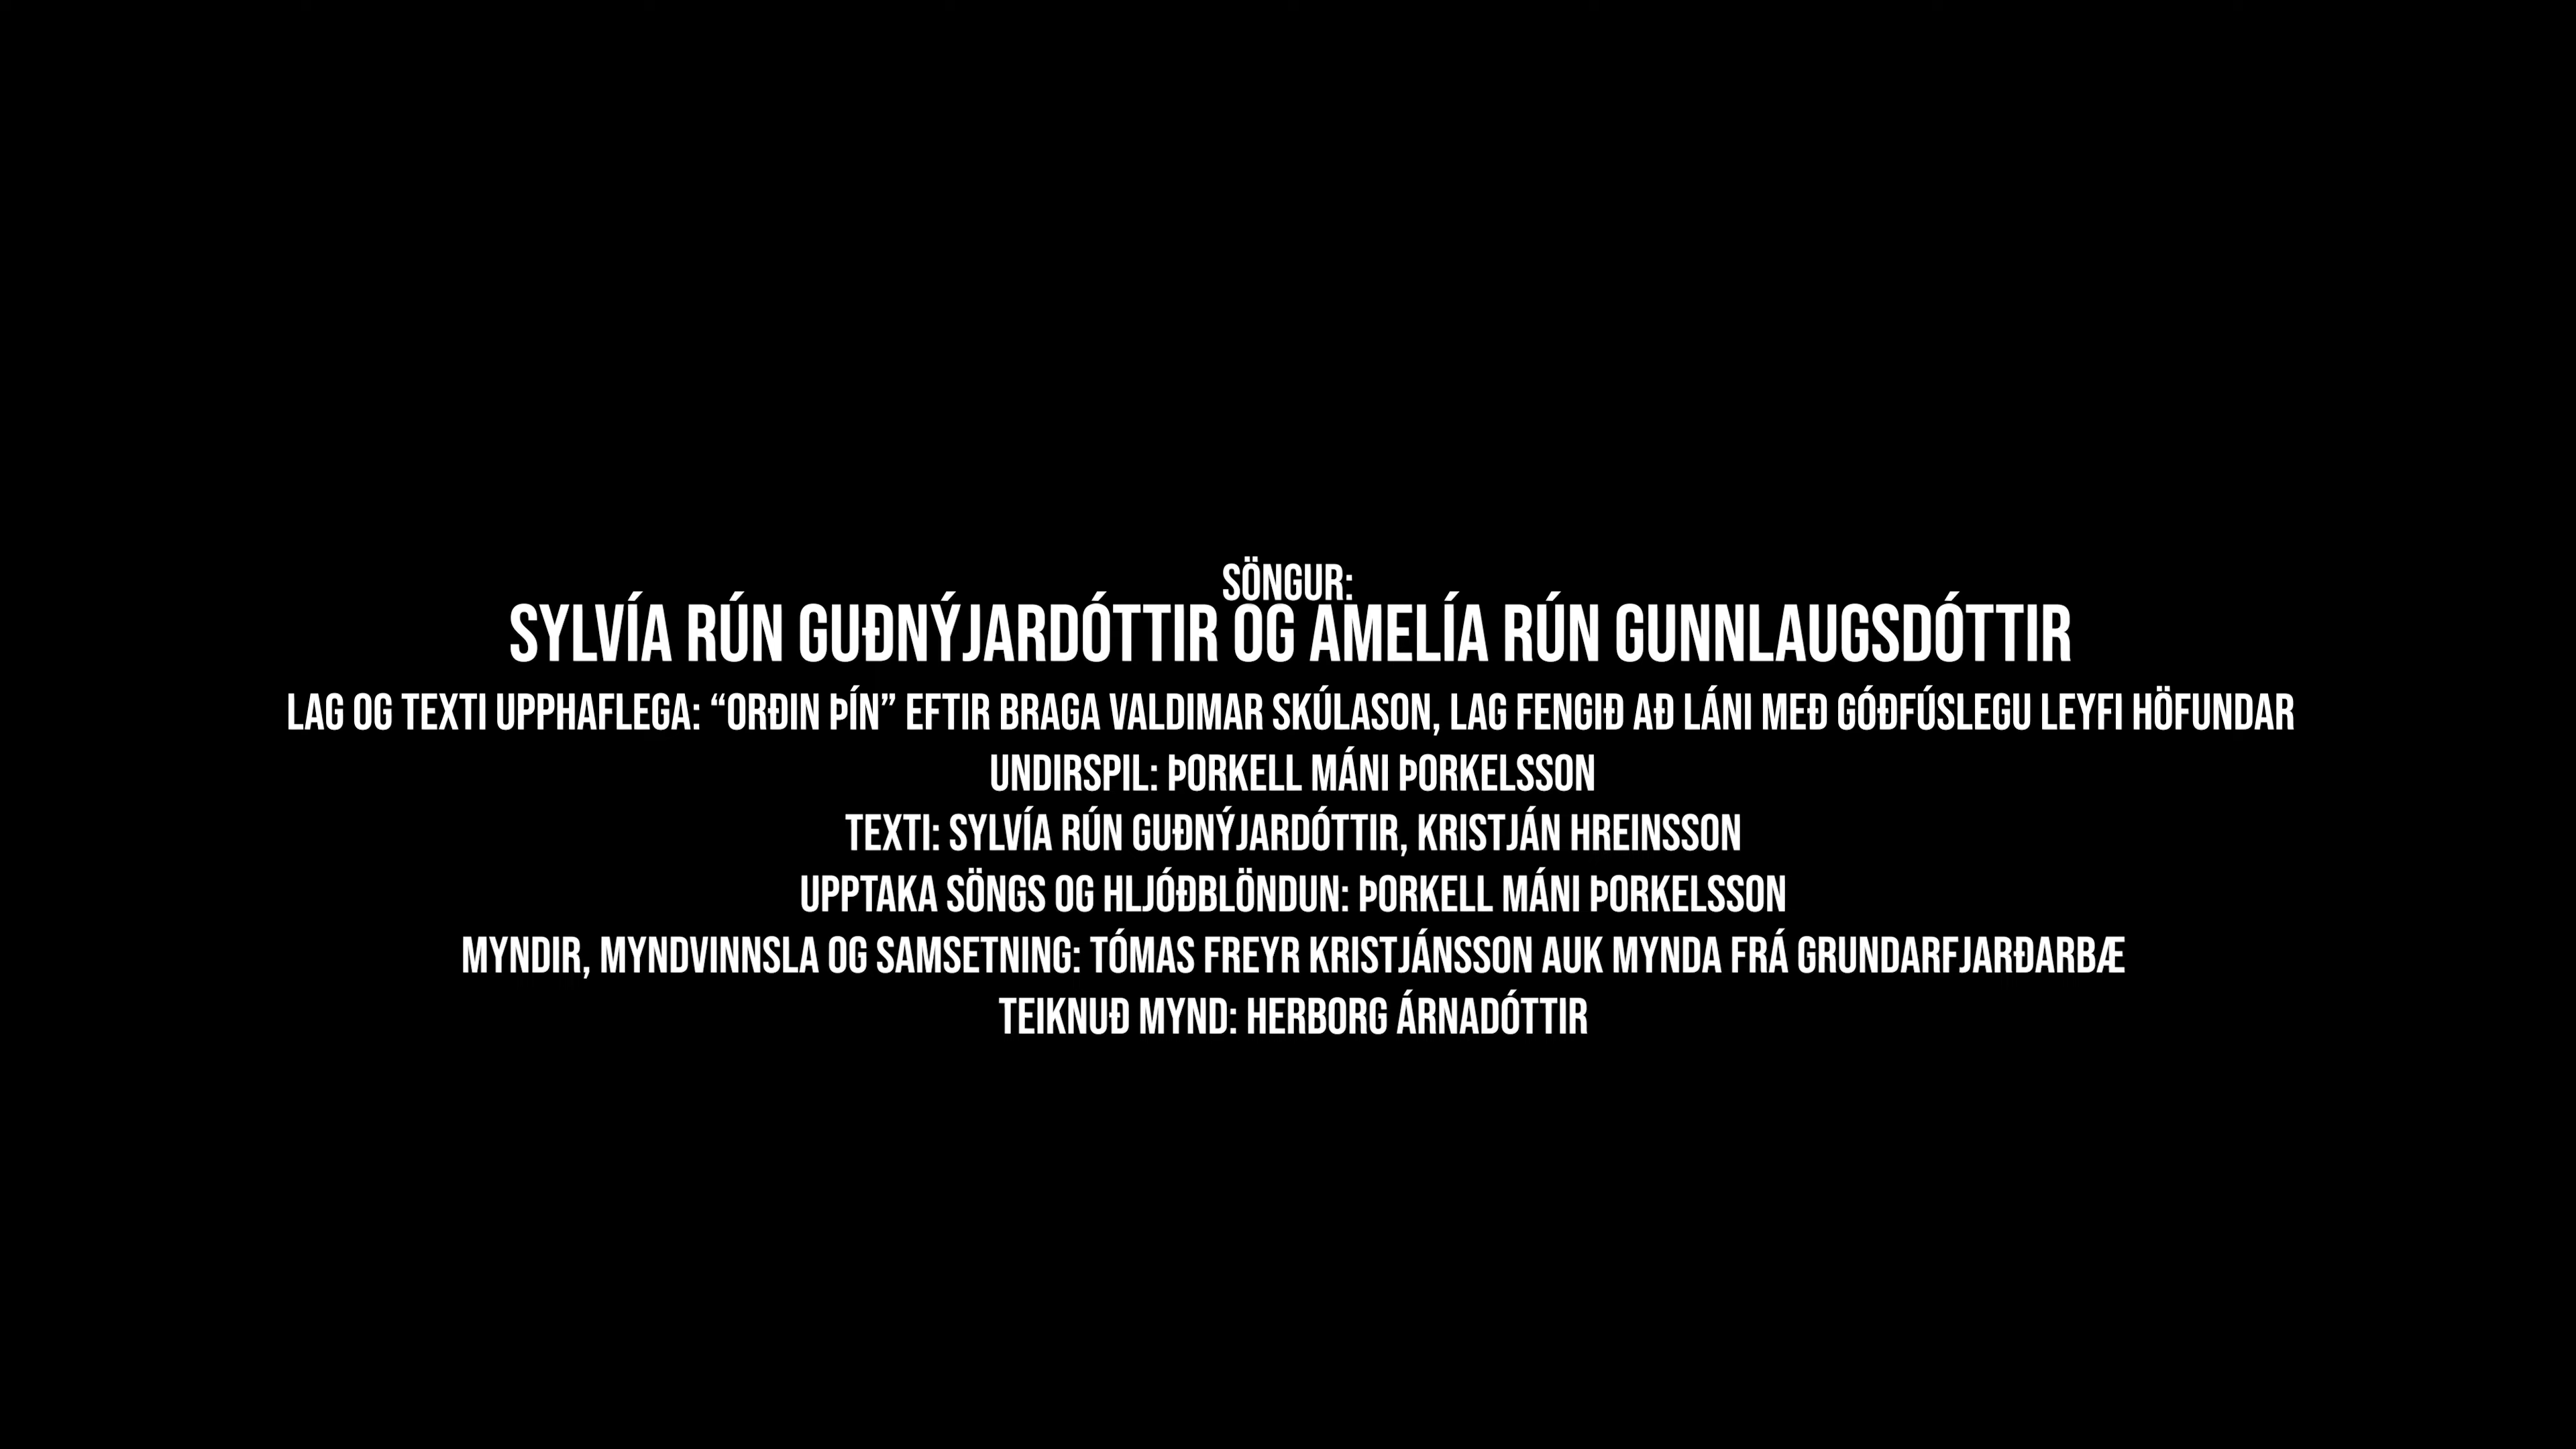 SÖNGUR:
SYLVÍA RÚN GUÐNÝJARDÓTTIR OG AMELÍA RÚN GUNNLAUGSDÓTTIR
LAG OG TEXTI UPPHAFLEGA: “ORÐIN ÞÍN” EFTIR BRAGA VALDIMAR SKÚLASON, LAG FENGIÐ AÐ LÁNI MEÐ GÓÐFÚSLEGU LEYFI HÖFUNDAR
UNDIRSPIL: ÞORKELL MÁNI ÞORKELSSON
TEXTI: SYLVÍA RÚN GUÐNÝJARDÓTTIR, KRISTJÁN HREINSSON
UPPTAKA SÖNGS OG HLJÓÐBLÖNDUN: ÞORKELL MÁNI ÞORKELSSON
MYNDIR, MYNDVINNSLA OG SAMSETNING: TÓMAS FREYR KRISTJÁNSSON AUK MYNDA FRÁ GRUNDARFJARÐARBÆ
TEIKNUÐ MYND: HERBORG ÁRNADÓTTIR